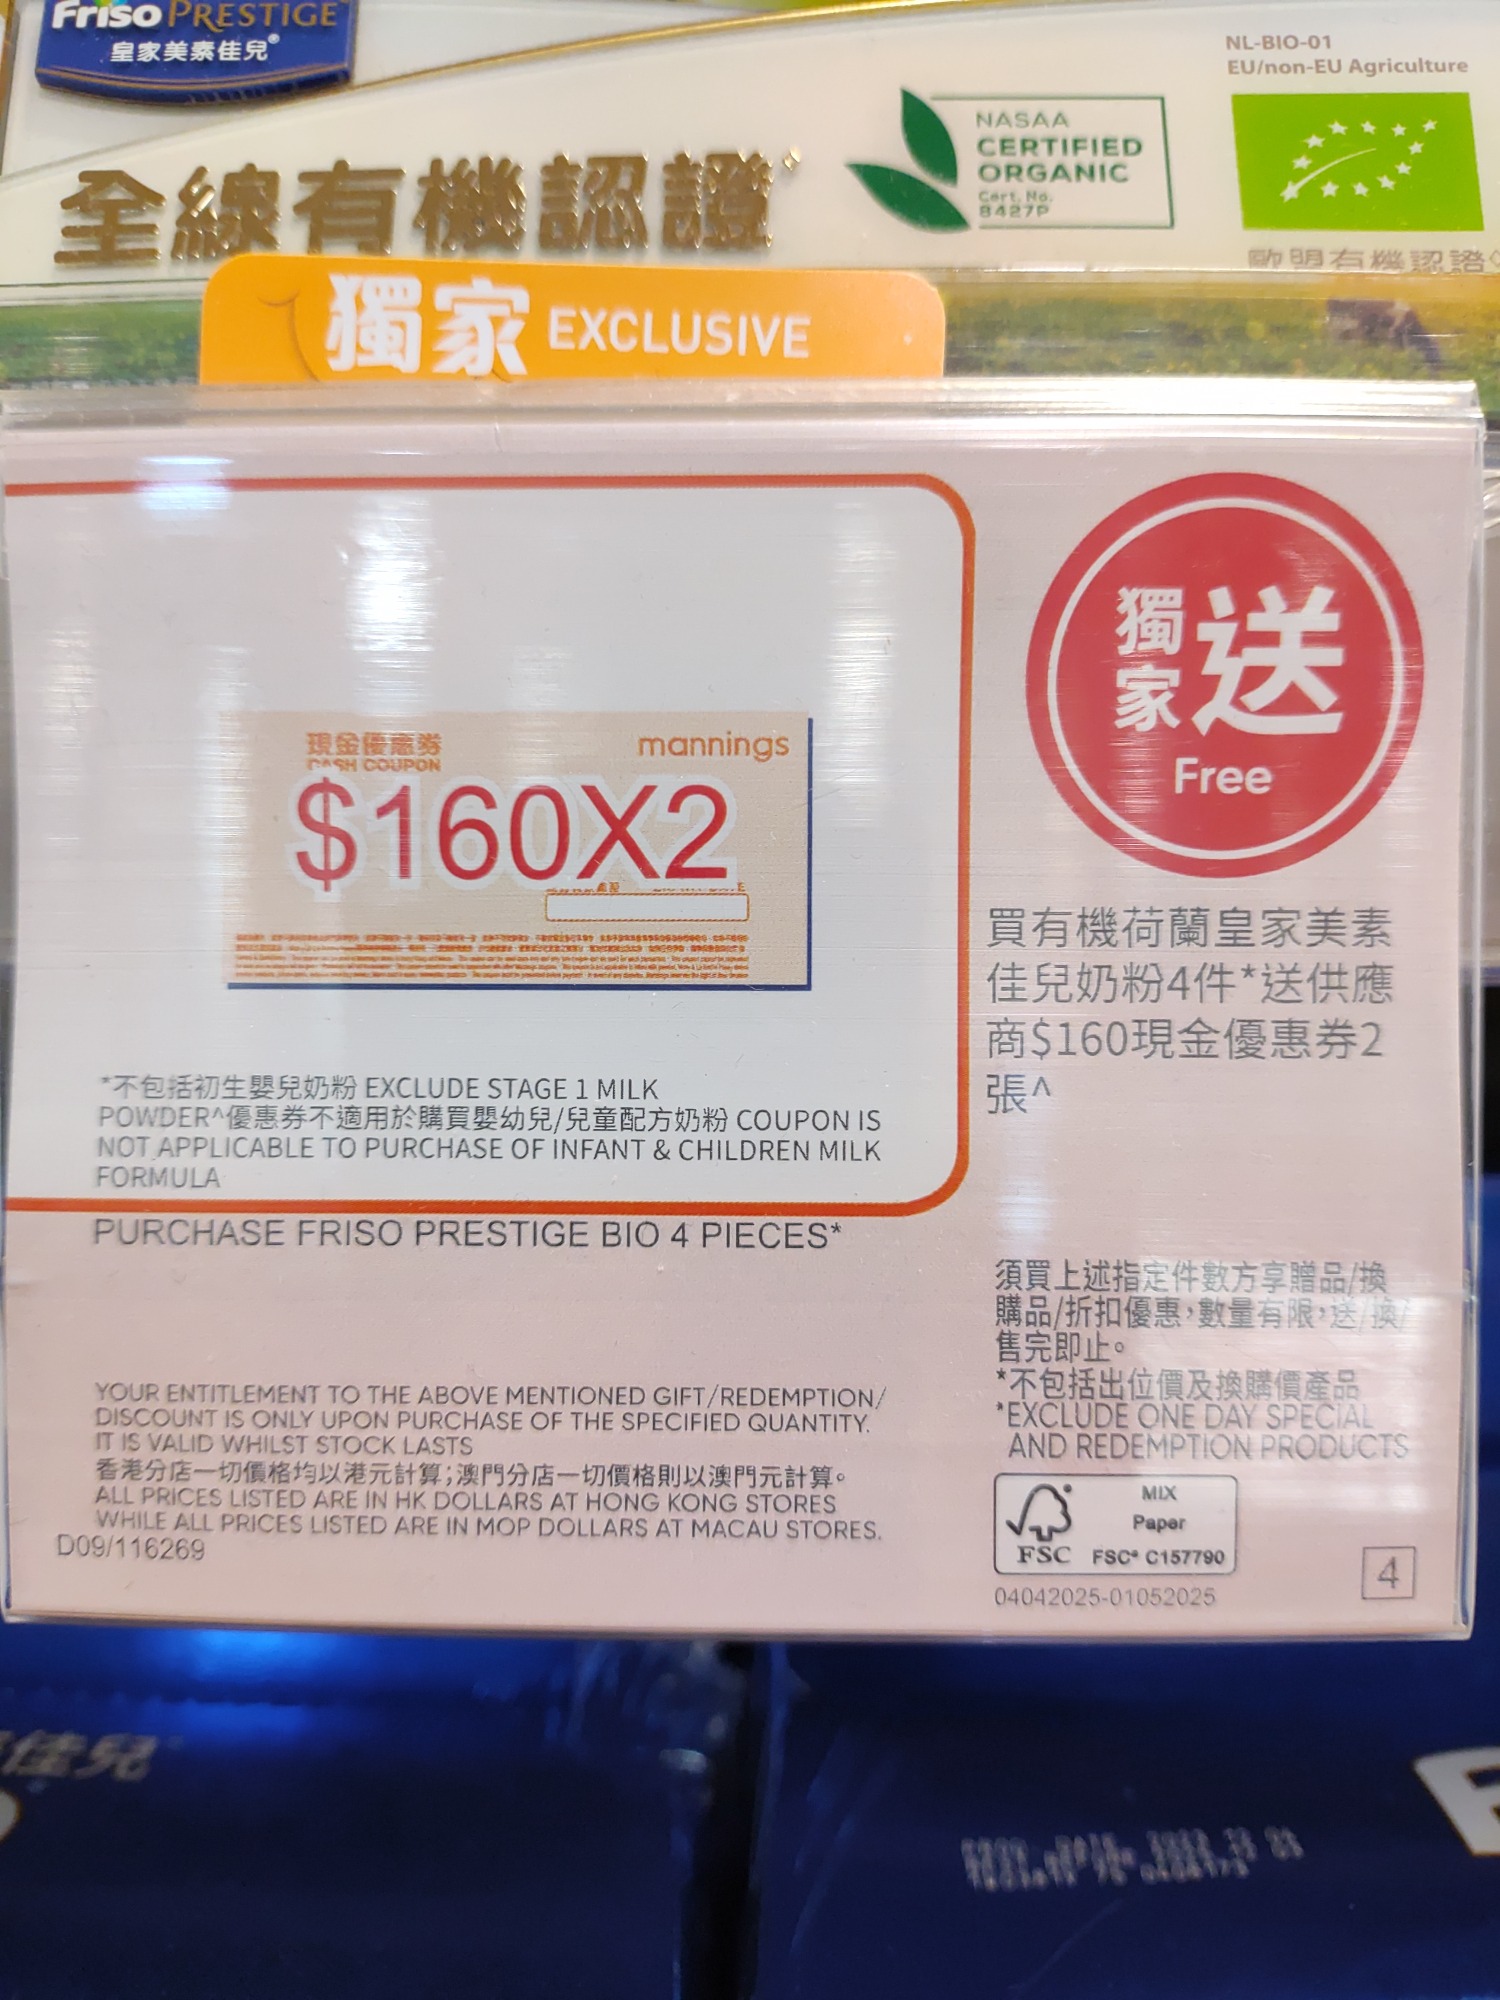 Friso PRESTIGE
皇家美素佳兒®
NL-BIO-01
EU/non-EU Agriculture
全線有機認證
NASAA
CERTIFIED
ORGANIC
Cert. No.
8427P
歐盟有機認證◇
獨家 EXCLUSIVE
獨家送
Free
現金優惠券
CASH COUPON
mannings
$160X2
買有機荷蘭皇家美素
佳兒奶粉4件*送供應
商$160現金優惠券2
張^
*不包括初生嬰兒奶粉 EXCLUDE STAGE 1 MILK
POWDER^優惠券不適用於購買嬰幼兒/兒童配方奶粉 COUPON IS
NOT APPLICABLE TO PURCHASE OF INFANT & CHILDREN MILK
FORMULA
PURCHASE FRISO PRESTIGE BIO 4 PIECES*
須買上述指定件數方享贈品/換
購品/折扣優惠，數量有限，送/換/
售完即止。
*不包括出位價及換購價產品
*EXCLUDE ONE DAY SPECIAL
AND REDEMPTION PRODUCTS
YOUR ENTITLEMENT TO THE ABOVE MENTIONED GIFT/REDEMPTION/
DISCOUNT IS ONLY UPON PURCHASE OF THE SPECIFIED QUANTITY.
IT IS VALID WHILST STOCK LASTS
香港分店一切價格均以港元計算；澳門分店一切價格則以澳門元計算。
ALL PRICES LISTED ARE IN HK DOLLARS AT HONG KONG STORES
WHILE ALL PRICES LISTED ARE IN MOP DOLLARS AT MACAU STORES.
D09/116269
FSC
MIX
Paper
FSC® C157790
04042025-01052025
4
佳兒